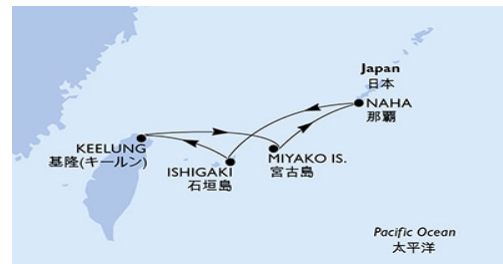 Japan
日本
NAHA
那覇
KEELUNG
基隆(キールン)
MIYAKO IS.
宮古島
ISHIGAKI
石垣島
Pacific Ocean
太平洋